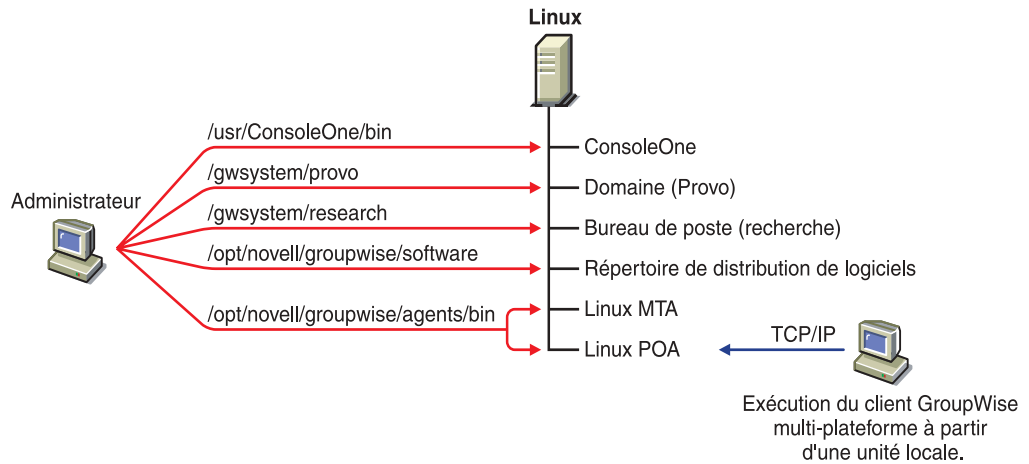 Linux
/usr/ConsoleOne/bin
ConsoleOne
/gwsystem/provo
Domaine (Provo)
Administrateur
/gwsystem/research
Bureau de poste (recherche)
/opt/novell/groupwise/software
Répertoire de distribution de logiciels
/opt/novell/groupwise/agents/bin
Linux MTA
Linux POA
TCP/IP
Exécution du client GroupWise
multi-plateforme à partir
d'une unité locale.